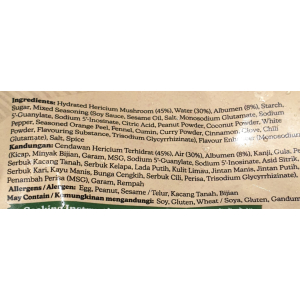 Ingredients: Hydrated Hericium Mushroom (45%), Water (30%), Albumen (8%), Starch,
Sugar, Mixed Seasoning (Soy Sauce, Sesame Oil, Salt, Monosodium Glutamate, Sodium
5'-Guanylate, Sodium 5'-Inosinate, Citric Acid, Peanut Powder, Coconut Powder, White
Pepper, Seasoned Orange Peel, Fennel, Cumin, Curry Powder, Cinnamon, Clove, Chilli
Powder, Flavouring Substance, Trisodium Glycyrrhizinate), Flavour Enhancer (Monosodium
Glutamate), Salt, Spice
Kandungan: Cendawan Hericium Terhidrat (45%), Air (30%), Albumen (8%), Kanji, Gula,
(Kicap, Minyak Bijian, Garam, MSG, Sodium 5'-Guanylate, Sodium 5'-Inosinate, Asid Sitrik,
Serbuk Kacang Tanah, Serbuk Kelapa, Lada Putih, Kulit Limau, Jintan Manis, Jintan Putih,
Serbuk Kari, Kayu Manis, Bunga Cengkih, Serbuk Cili, Perisa, Trisodium Glycyrrhizinate),
Penambah Perisa (MSG), Garam, Rempah
Allergens / Alergen: Egg, Peanut, Sesame / Telur, Kacang Tanah, Bijian
May Contain / Kemungkinan mengandungi: Soy, Gluten, Wheat / Soya, Gluten, Gandum